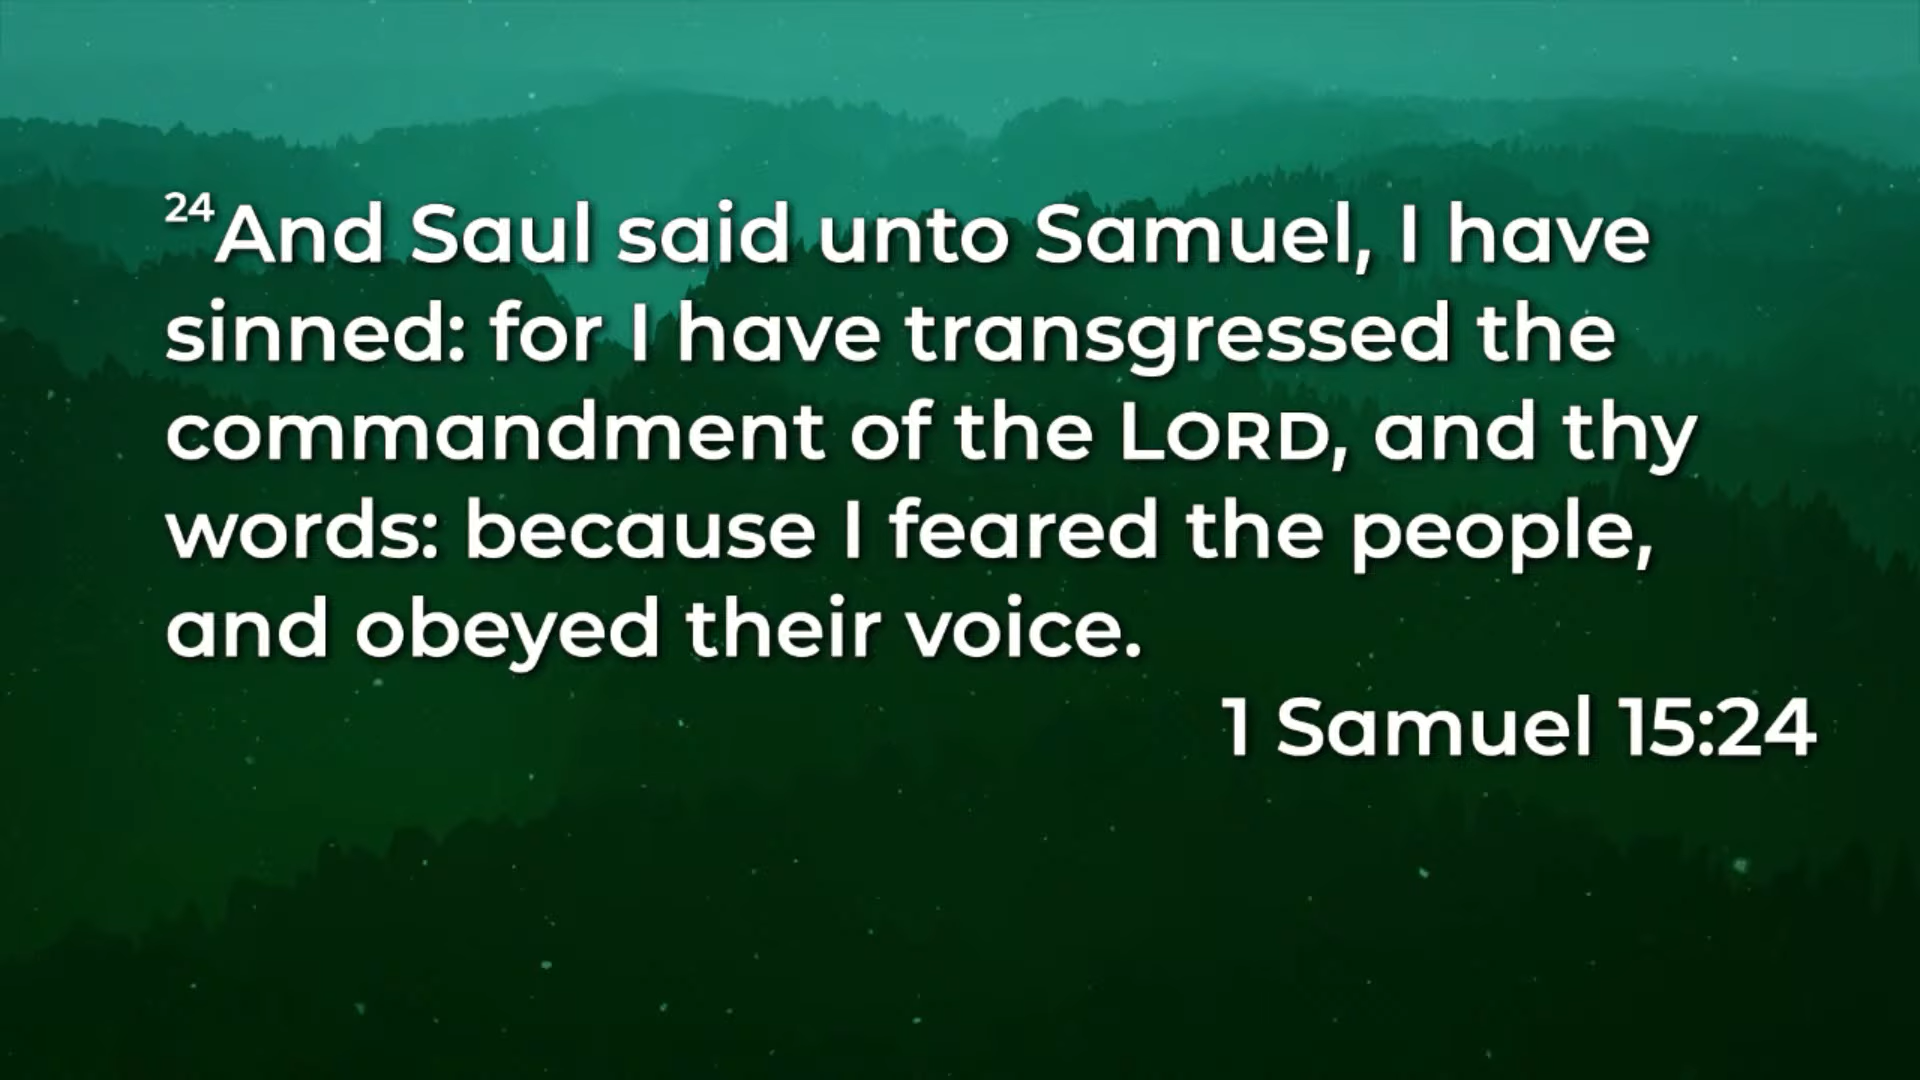 24And Saul said unto Samuel, I have
sinned: for I have transgressed the
commandment of the LORD, and thy
words: because I feared the people,
and obeyed their voice.
1 Samuel 15:24